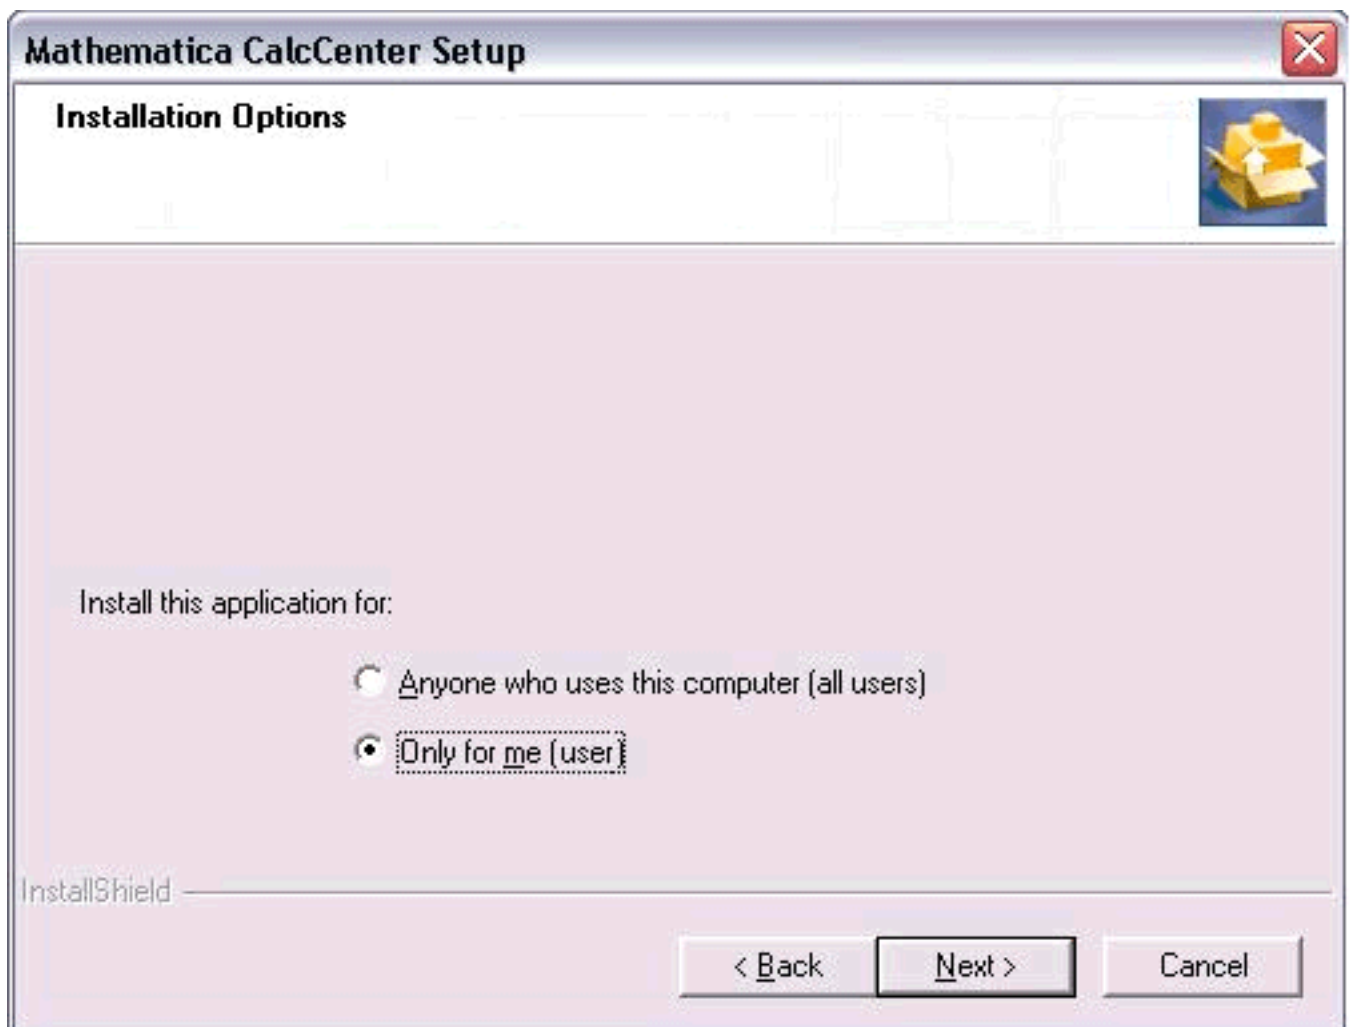 Mathematica CalcCenter Setup
Installation Options
Install this application for:
Anyone who uses this computer (all users)
Only for me (user)
InstallShield
< Back Next > Cancel